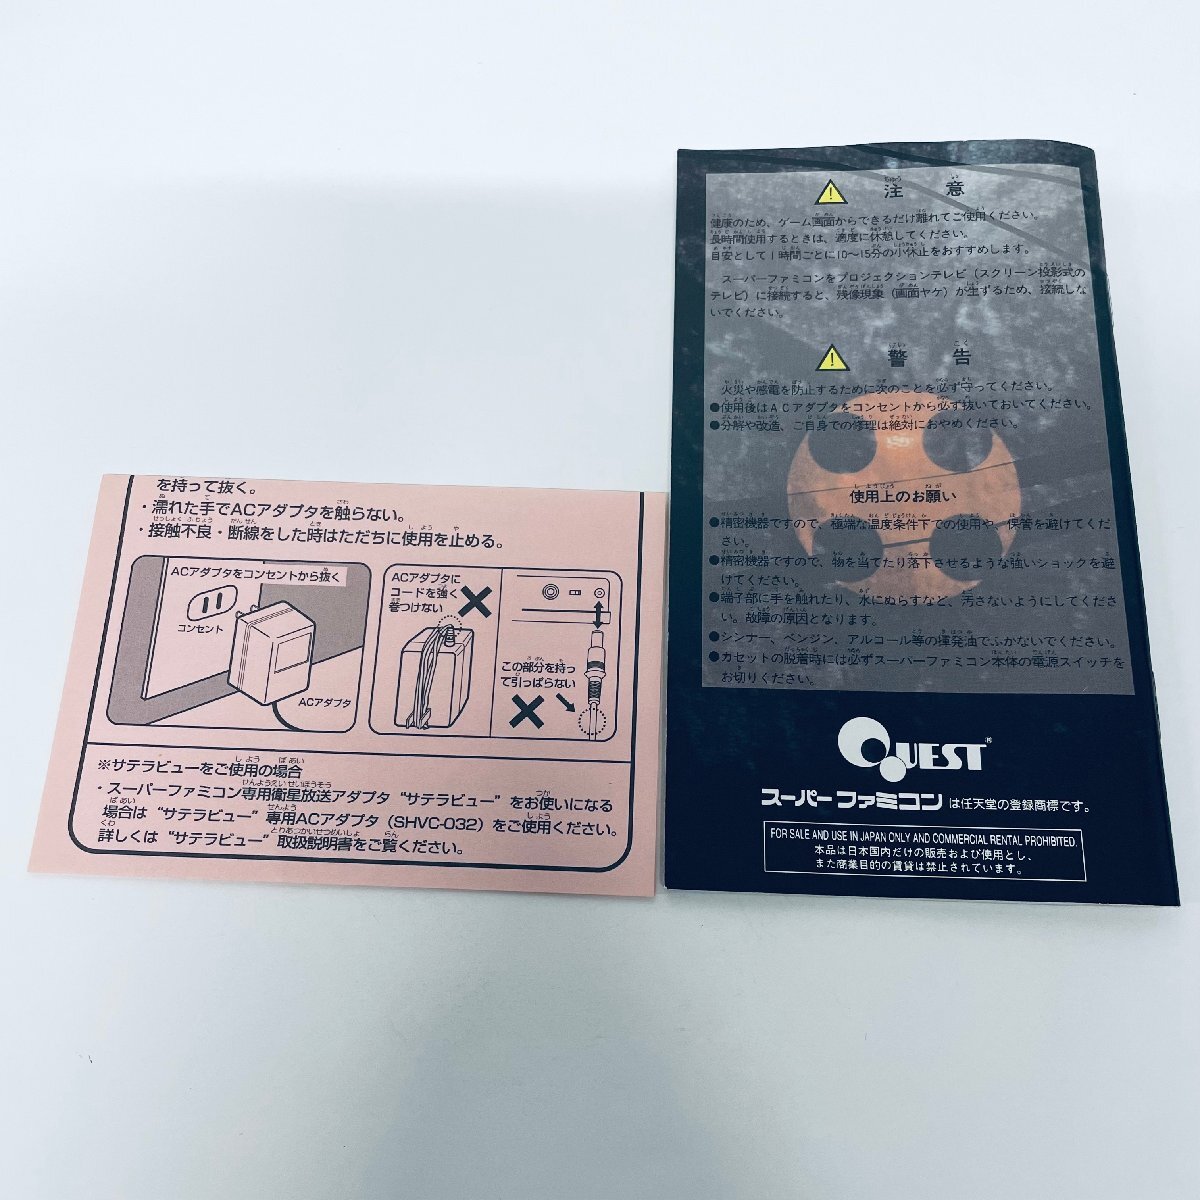 を持って抜く。
・濡れた手でACアダプタを触らない。
・接触不良・断線をした時はただちに使用を止める。
ACアダプタをコンセントから抜く
コンセント
ACアダプタ
ACアダプタに
コードを強く
巻つけない
この部分を持っ
て引っぱらない
※サテラビューをご使用の場合
・スーパーファミコン専用衛星放送アダプタ“サテラビュー”をお使いになる
場合は“サテラビュー”専用ACアダプタ（SHVC-032）をご使用ください。
詳しくは“サテラビュー”取扱説明書をご覧ください。
注意
健康のため、ゲーム画面からできるだけ離れてご使用ください。
長時間使用するときは、適度に休憩してください。
目安として1時間ごとに10〜15分の小休止をおすすめします。
スーパーファミコンをプロジェクションテレビ（スクリーン投影式の
テレビ）に接続すると、残像現象（画面ヤケ）が生ずるため、接続しな
いでください。
警告
火災や感電を防止するために次のことを必ず守ってください。
●使用後はACアダプタをコンセントから必ず抜いておいてください。
●分解や改造、ご自身での修理は絶対におやめください。
使用上のお願い
●精密機器ですので、極端な温度条件下での使用や、保管を避けてくだ
さい。
●精密機器ですので、物を当てたり落下させるような強いショックを避
けてください。
●端子部に手を触れたり、水にぬらすなど、汚さないようにしてくださ
い。故障の原因となります。
●シンナー、ベンジン、アルコール等の揮発油でふかないでください。
●カセットの脱着時には必ずスーパーファミコン本体の電源スイッチを
お切りください。
QUEST®
スーパーファミコンは任天堂の登録商標です。
FOR SALE AND USE IN JAPAN ONLY AND COMMERCIAL RENTAL PROHIBITED.
本品は日本国内だけの販売および使用とし、
また商業目的の賃貸は禁止されています。